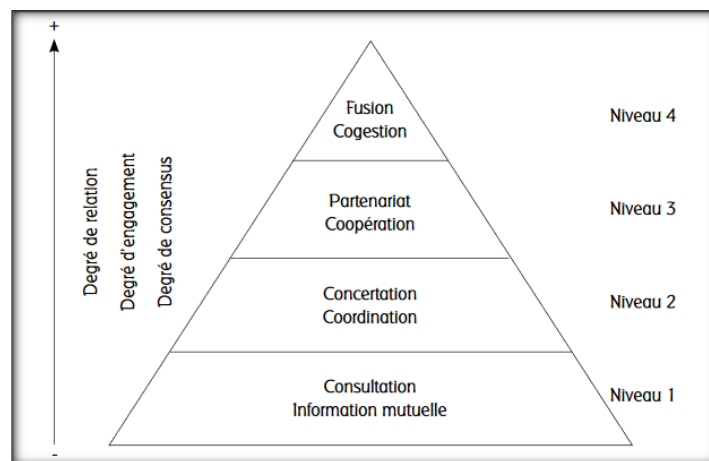 +
Fusion
Cogestion
Niveau 4
Partenariat
Coopération
Niveau 3
Concertation
Coordination
Niveau 2
Consultation
Information mutuelle
Niveau 1
Degré de relation
Degré d'engagement
Degré de consensus
-